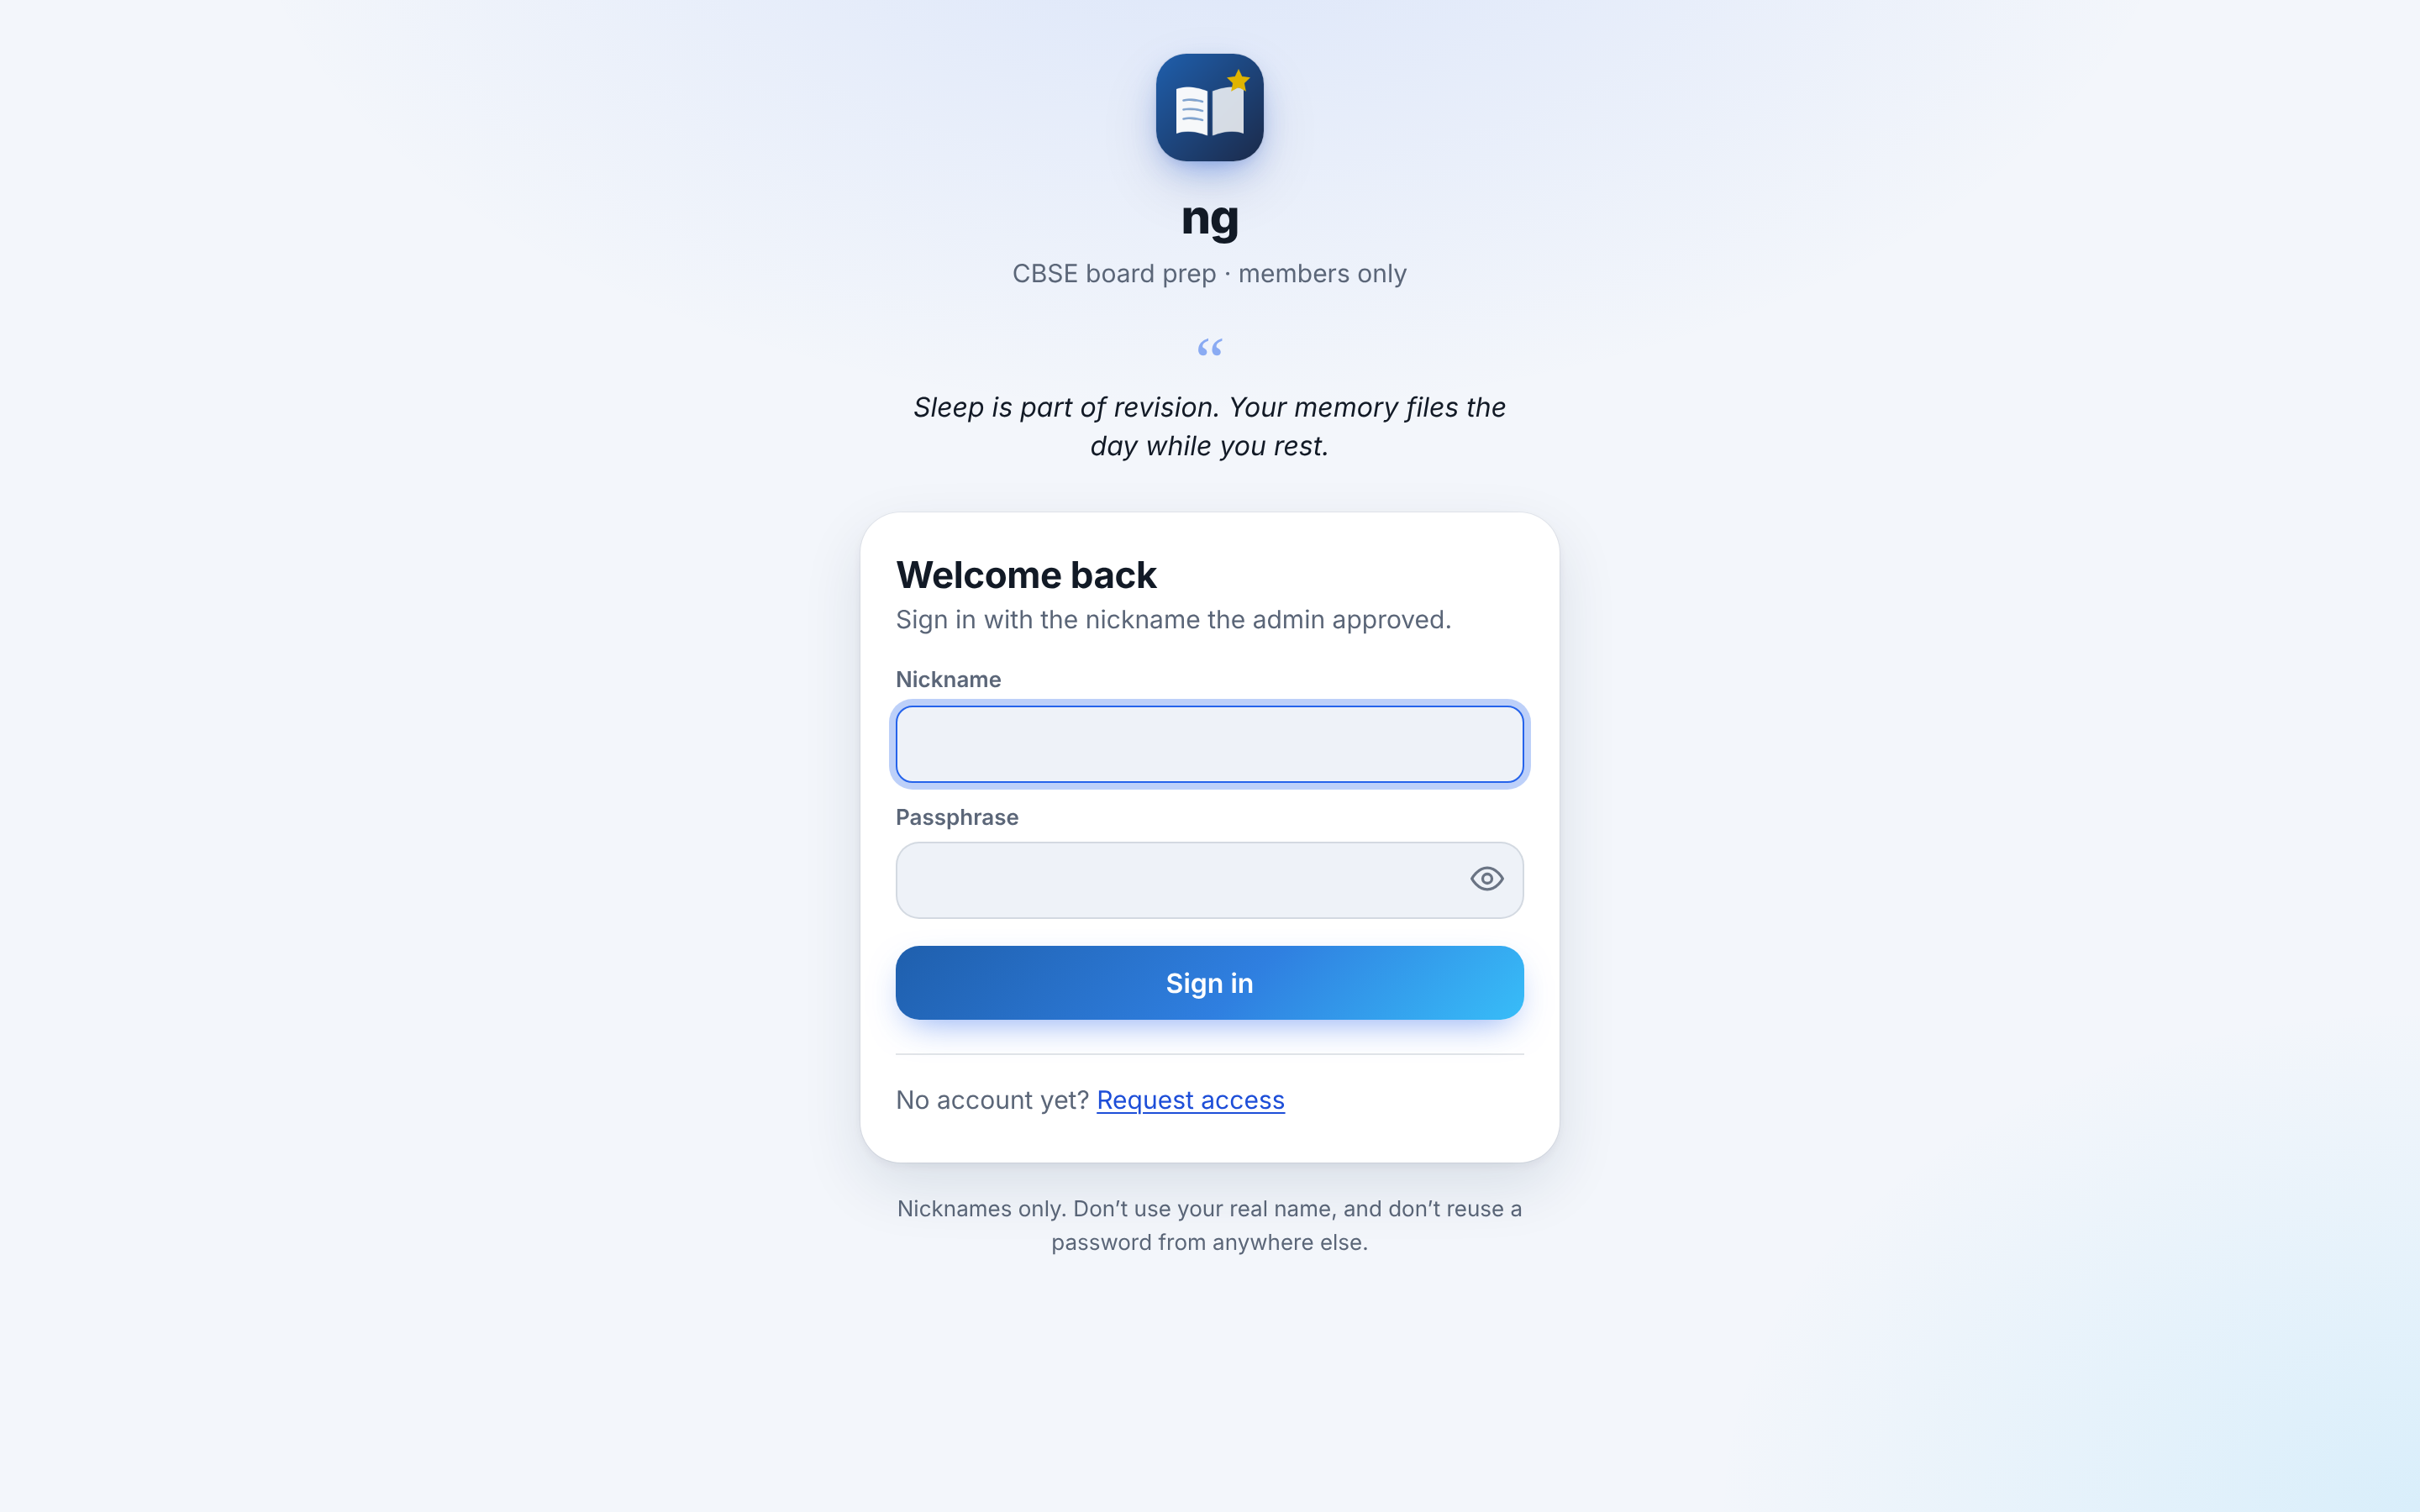 ng
CBSE board prep · members only
“
Sleep is part of revision. Your memory files the
day while you rest.
Welcome back
Sign in with the nickname the admin approved.
Nickname
Passphrase
Sign in
No account yet? Request access
Nicknames only. Don’t use your real name, and don’t reuse a
password from anywhere else.